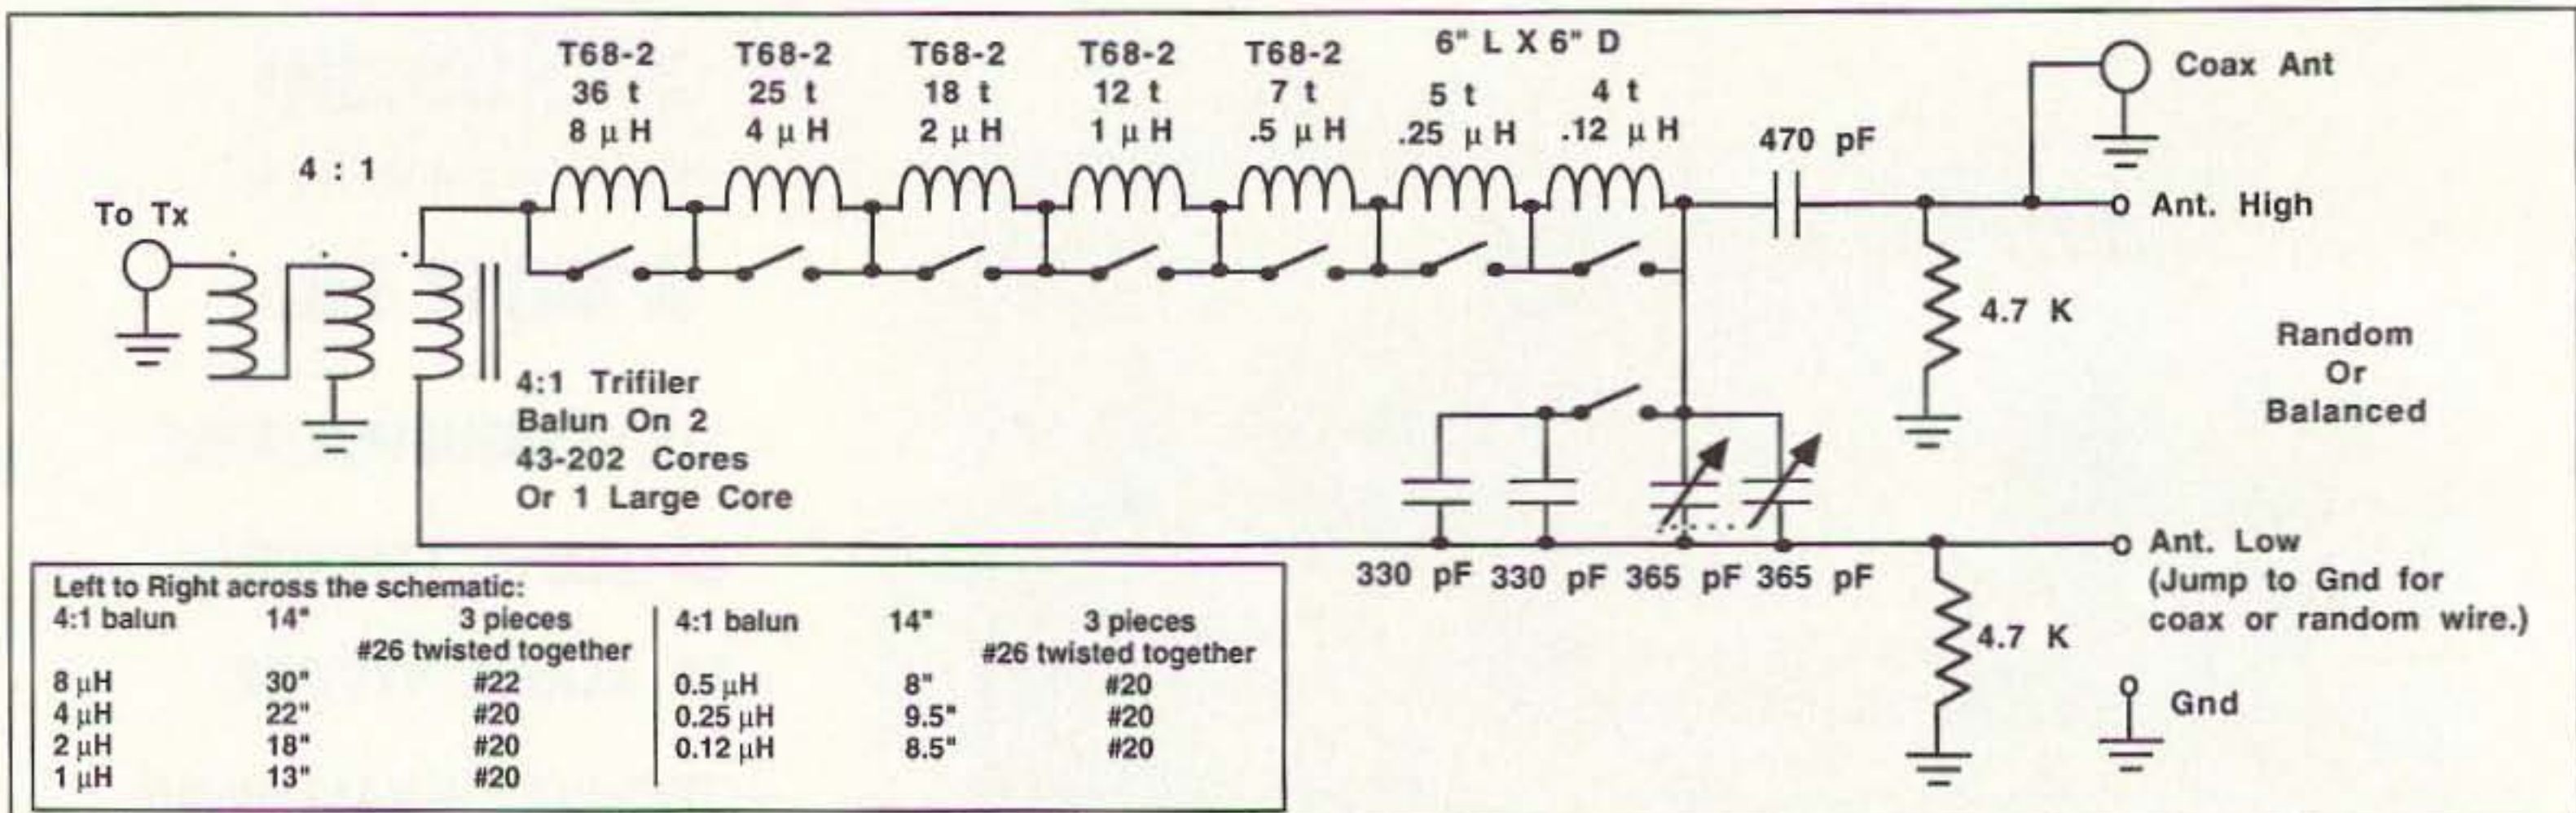 T68-2 T68-2 T68-2 T68-2 T68-2 6" L X 6" D
36 t 25 t 18 t 12 t 7 t 5 t 4 t
8 μ H 4 μ H 2 μ H 1 μ H .5 μ H .25 μ H .12 μ H
470 pF
Coax Ant
4 : 1
To Tx
Ant. High
4.7 K
Random
Or
Balanced
4:1 Trifiler
Balun On 2
43-202 Cores
Or 1 Large Core
330 pF 330 pF 365 pF 365 pF
Ant. Low
(Jump to Gnd for
coax or random wire.)
4.7 K
Gnd
Left to Right across the schematic:
4:1 balun 14" 3 pieces
#26 twisted together
8 μH 30" #22
4 μH 22" #20
2 μH 18" #20
1 μH 13" #20
4:1 balun 14" 3 pieces
#26 twisted together
0.5 μH 8" #20
0.25 μH 9.5" #20
0.12 μH 8.5" #20